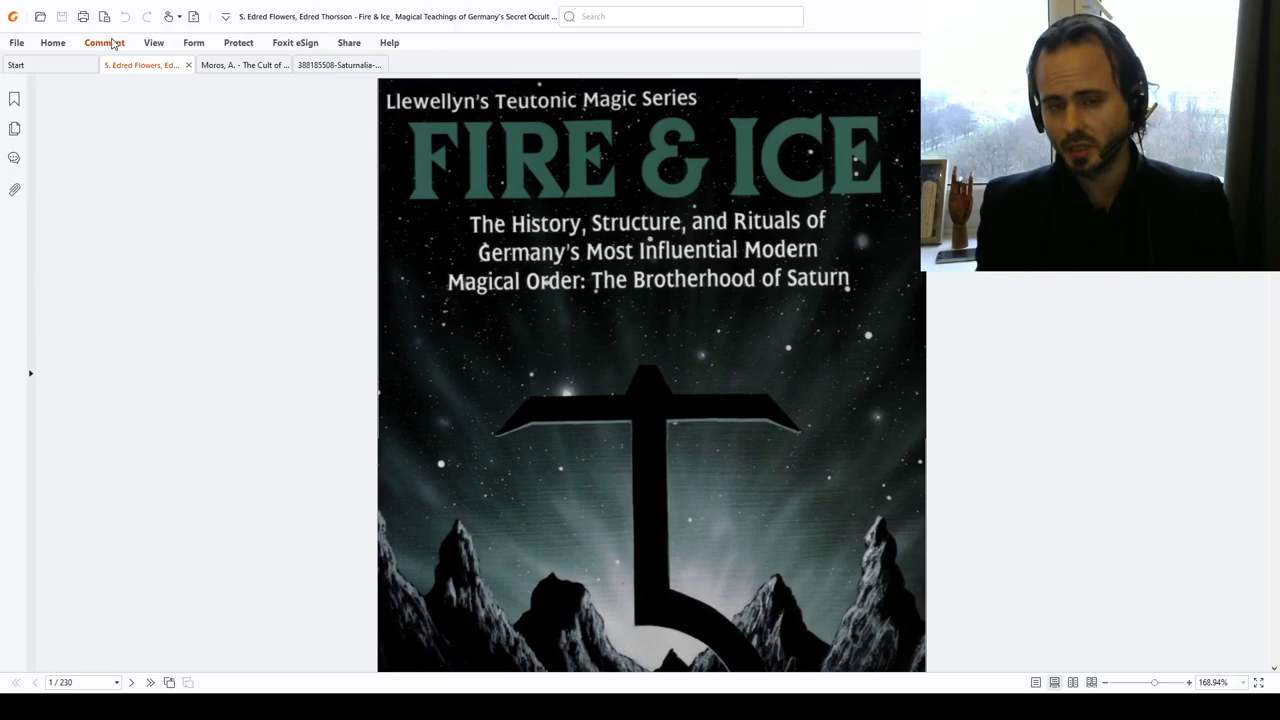 S. Edred Flowers, Edred Thorsson - Fire & Ice_ Magical Teachings of Germany's Secret Occult ...
Search
File Home Comment View Form Protect Foxit eSign Share Help
Start S. Edred Flowers, Ed... Moros, A. - The Cult of ... 388185508-Saturnalia-...
Llewellyn's Teutonic Magic Series
FIRE & ICE
The History, Structure, and Rituals of
Germany's Most Influential Modern
Magical Order: The Brotherhood of Saturn
1 / 230 168.94%